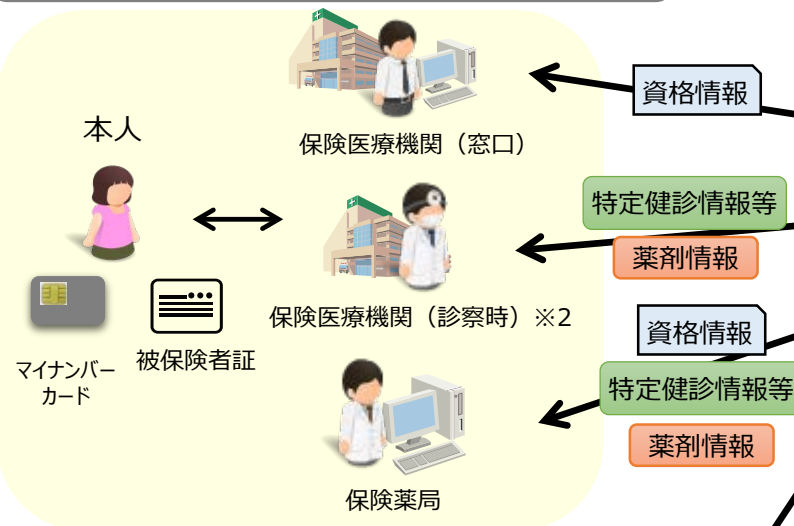 本人
保険医療機関（窓口）
資格情報
特定健診情報等
薬剤情報
保険医療機関（診察時）※2
マイナンバー
カード
被保険者証
資格情報
特定健診情報等
薬剤情報
保険薬局